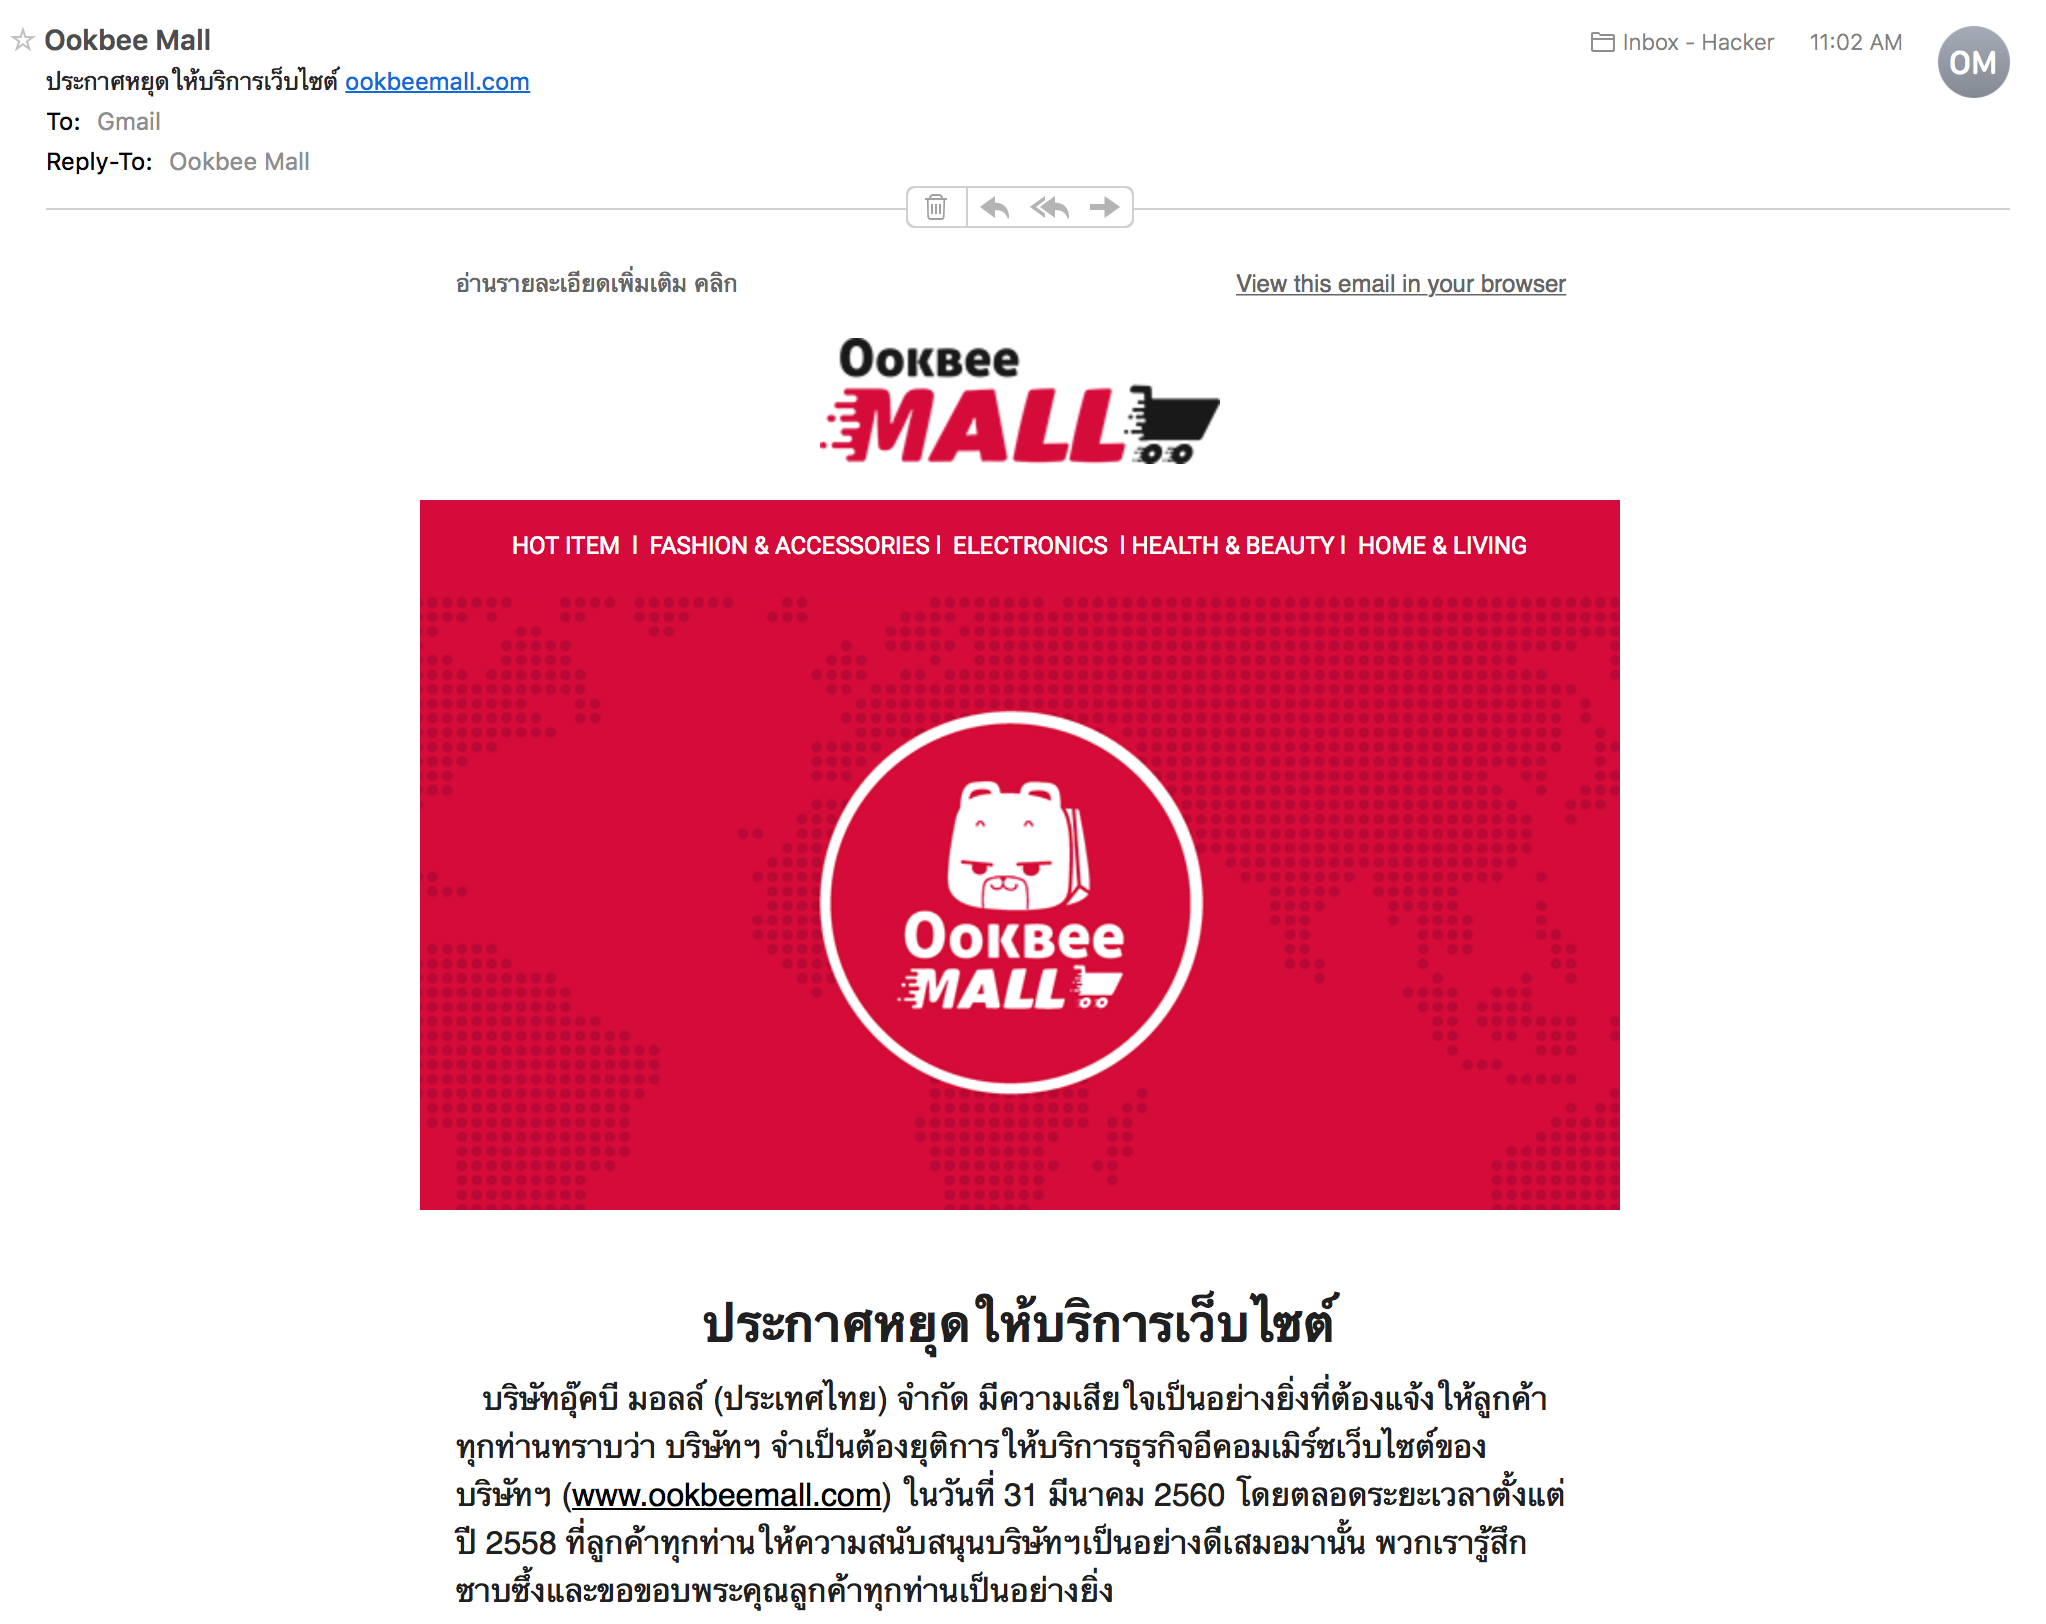 Ookbee Mall
Inbox - Hacker
11:02 AM
OM
ประกาศหยุดให้บริการเว็บไซต์ ookbeemall.com
To: Gmail
Reply-To: Ookbee Mall
อ่านรายละเอียดเพิ่มเติม คลิก
View this email in your browser
OOKBEE
MALL
HOT ITEM | FASHION & ACCESSORIES | ELECTRONICS | HEALTH & BEAUTY | HOME & LIVING
OOKBEE
MALL
ประกาศหยุดให้บริการเว็บไซต์
บริษัทอุ๊คบี มอลล์ (ประเทศไทย) จำกัด มีความเสียใจเป็นอย่างยิ่งที่ต้องแจ้งให้ลูกค้า
ทุกท่านทราบว่า บริษัทฯ จำเป็นต้องยุติการให้บริการธุรกิจอีคอมเมิร์ซเว็บไซต์ของ
บริษัทฯ (www.ookbeemall.com) ในวันที่ 31 มีนาคม 2560 โดยตลอดระยะเวลาตั้งแต่
ปี 2558 ที่ลูกค้าทุกท่านให้ความสนับสนุนบริษัทฯเป็นอย่างดีเสมอมานั้น พวกเรารู้สึก
ซาบซึ้งและขอขอบพระคุณลูกค้าทุกท่านเป็นอย่างยิ่ง